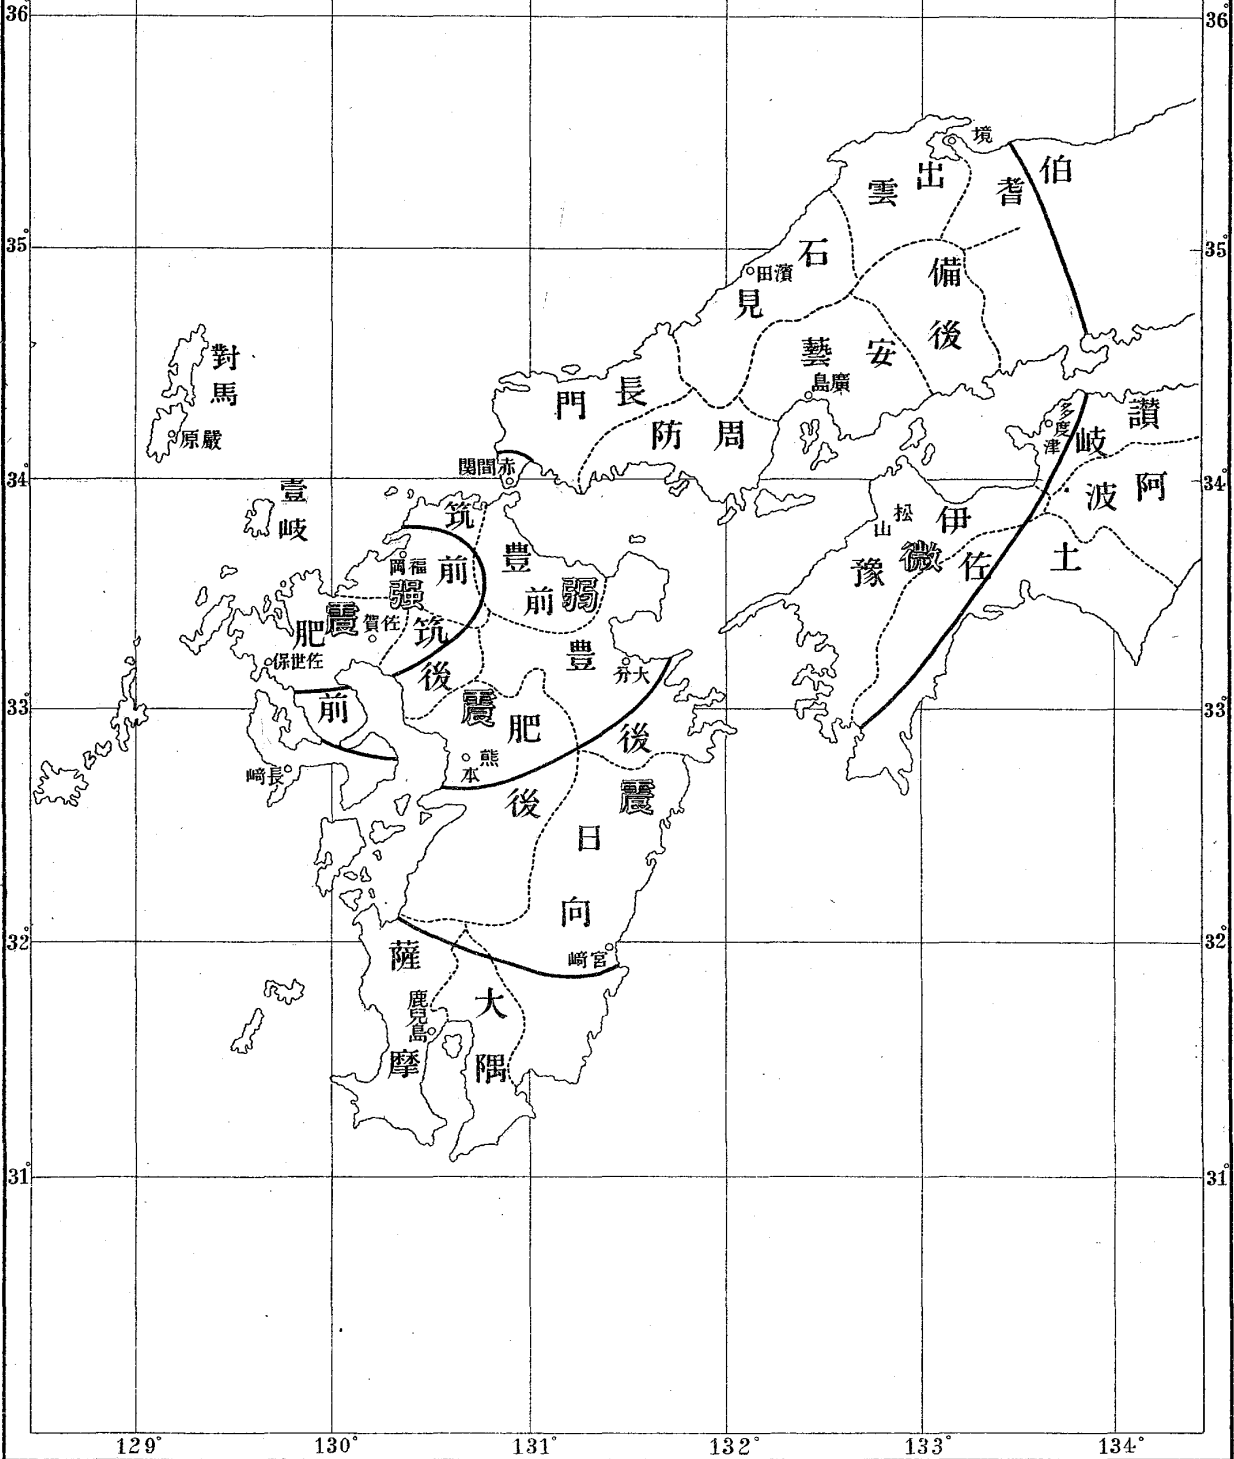 36°
36°
境
伯耆
出雲
35°
35°
石見
濱田
備後
安藝
廣島
對馬
嚴原
長門
周防
多度津
讃岐
赤間関
34°
34°
阿波
壹岐
筑前
松山
伊豫
豊前
微弱震
土佐
福岡
强震
佐賀
筑後
肥前
佐世保
豊後
大分
33°
33°
弱震
肥後
熊本
長崎
日向
32°
32°
宮崎
薩摩
大隅
鹿兒島
31°
31°
129°
130°
131°
132°
133°
134°